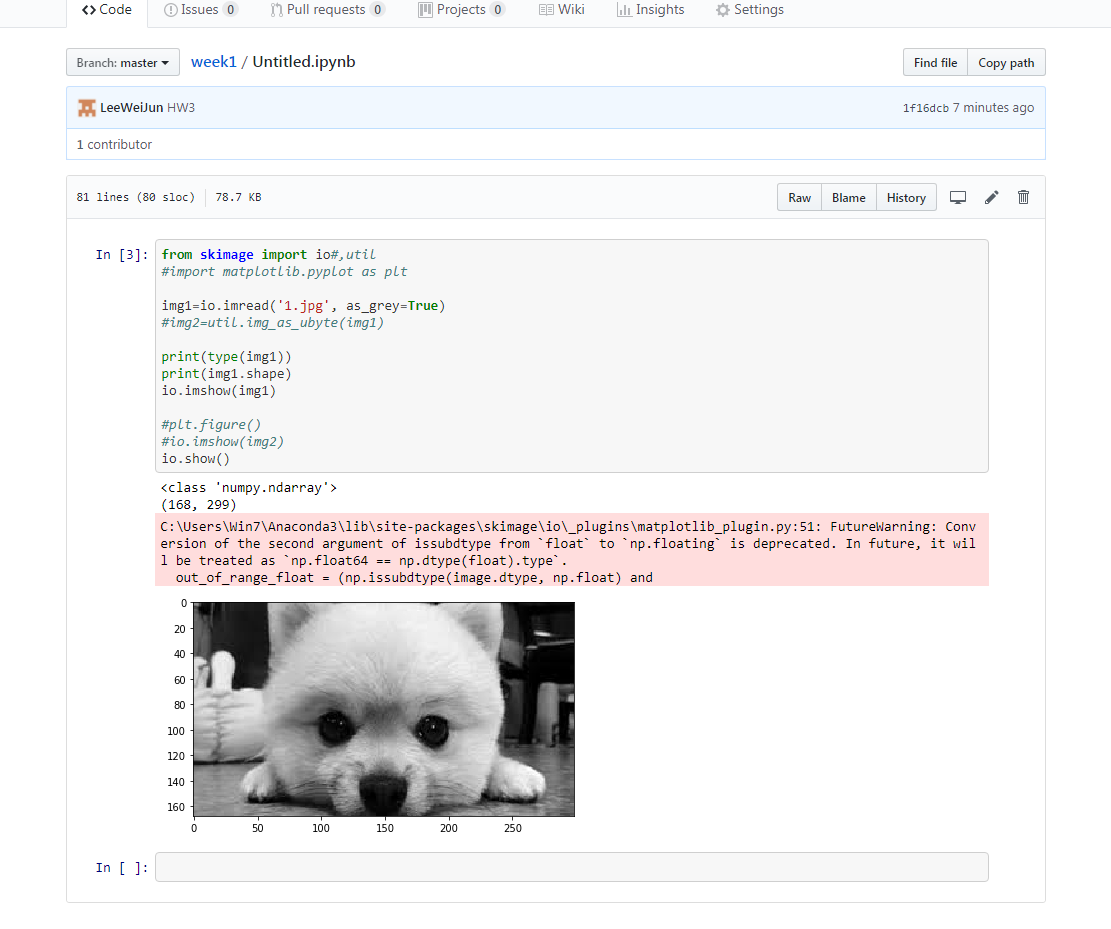 Code Issues 0 Pull requests 0 Projects 0 Wiki Insights Settings
Branch: master week1 / Untitled.ipynb Find file Copy path
LeeWeiJun HW3 1f16dcb 7 minutes ago
1 contributor
81 lines (80 sloc) 78.7 KB Raw Blame History
In [3]: from skimage import io#,util
#import matplotlib.pyplot as plt
img1=io.imread('1.jpg', as_grey=True)
#img2=util.img_as_ubyte(img1)
print(type(img1))
print(img1.shape)
io.imshow(img1)
#plt.figure()
#io.imshow(img2)
io.show()
<class 'numpy.ndarray'>
(168, 299)
C:\Users\Win7\Anaconda3\lib\site-packages\skimage\io\_plugins\matplotlib_plugin.py:51: FutureWarning: Conv
ersion of the second argument of issubdtype from `float` to `np.floating` is deprecated. In future, it wil
l be treated as `np.float64 == np.dtype(float).type`.
out_of_range_float = (np.issubdtype(image.dtype, np.float) and
0
20
40
60
80
100
120
140
160
0 50 100 150 200 250
In [ ]: